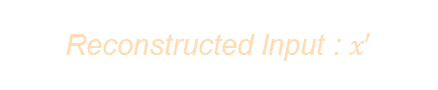 Reconstructed Input : x′